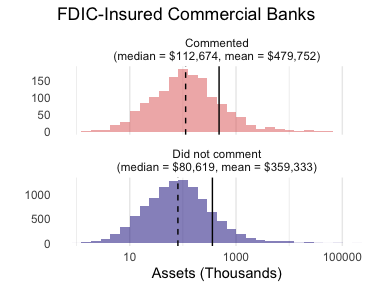 FDIC-Insured Commercial Banks
Commented
(median = $112,674, mean = $479,752)
150
100
50
0
Did not comment
(median = $80,619, mean = $359,333)
1000
500
0
10 1000 100000
Assets (Thousands)